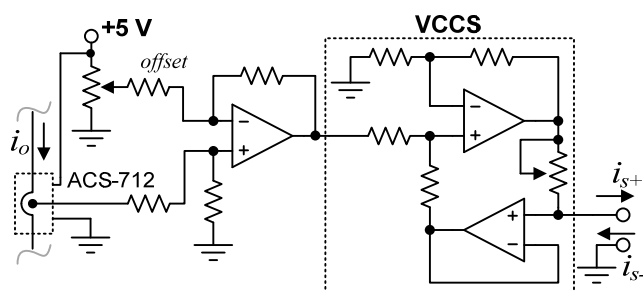 VCCS
+5 V
offset
i_o
ACS-712
i_s+
i_s-